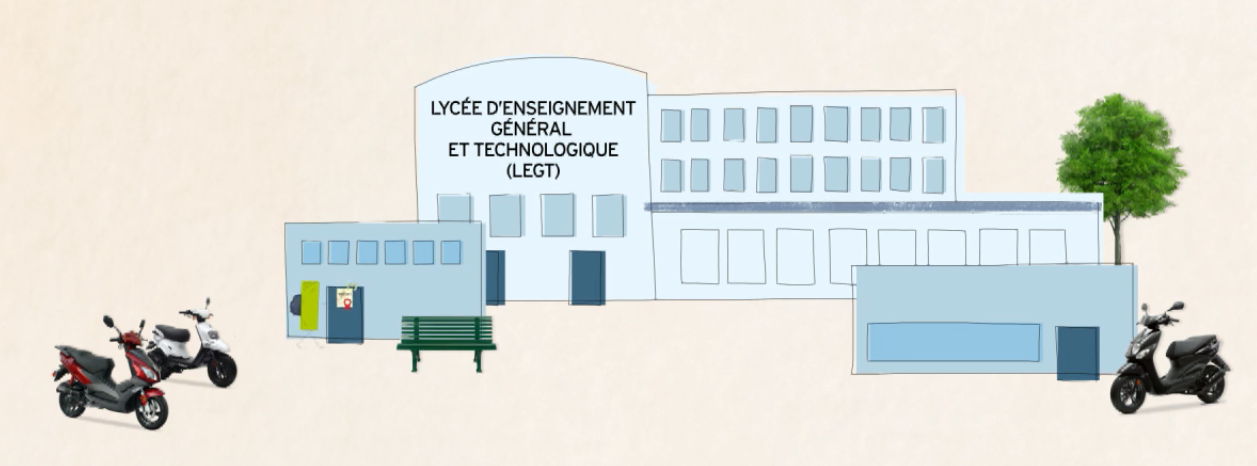 LYCÉE D'ENSEIGNEMENT
GÉNÉRAL
ET TECHNOLOGIQUE
(LEGT)